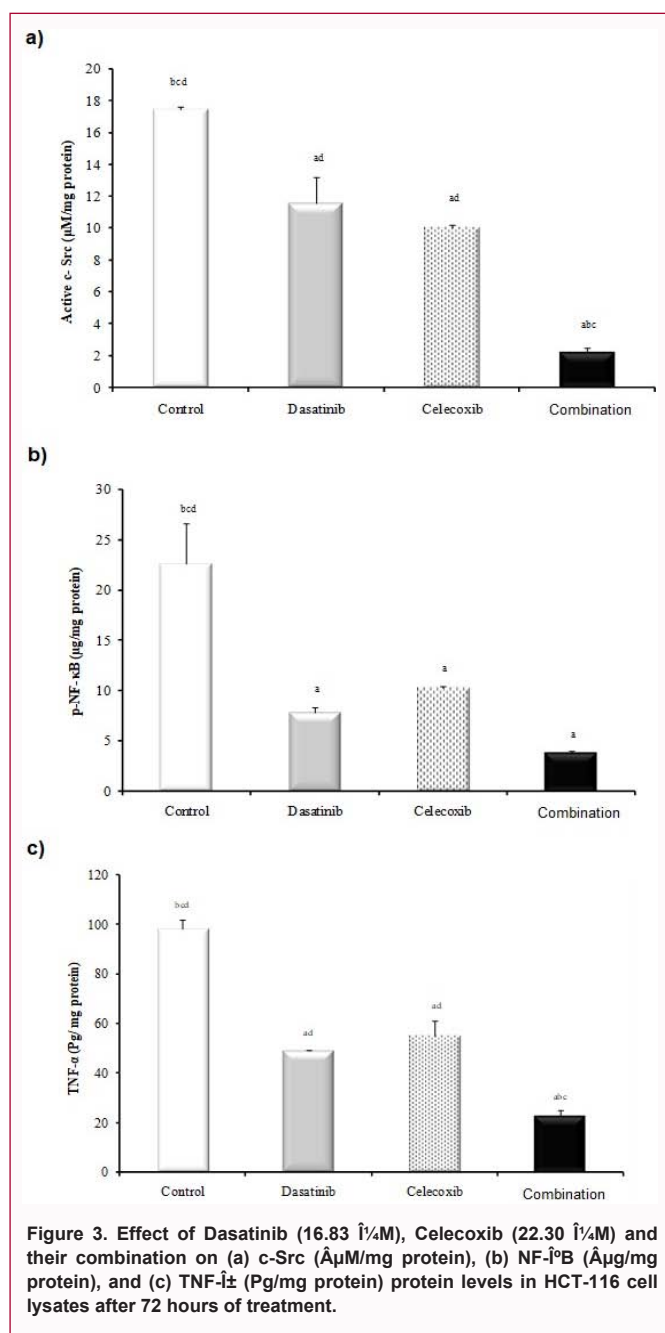 a)
20
18
16
14
12
10
8
6
4
2
0
Active c- Src (µM/mg protein)
bcd
ad
ad
abc
Control Dasatinib Celecoxib Combination
b)
30
25
20
15
10
5
0
p-NF- κB (µg/mg protein)
bcd
a
a
a
Control Dasatinib Celecoxib Combination
c)
120
100
80
60
40
20
0
TNF-α (Pg/ mg protein)
bcd
ad
ad
abc
Control Dasatinib Celecoxib Combination
Figure 3. Effect of Dasatinib (16.83 Î¼M), Celecoxib (22.30 Î¼M) and
their combination on (a) c-Src (ÂµM/mg protein), (b) NF-ÎºB (Âµg/mg
protein), and (c) TNF-Î± (Pg/mg protein) protein levels in HCT-116 cell
lysates after 72 hours of treatment.